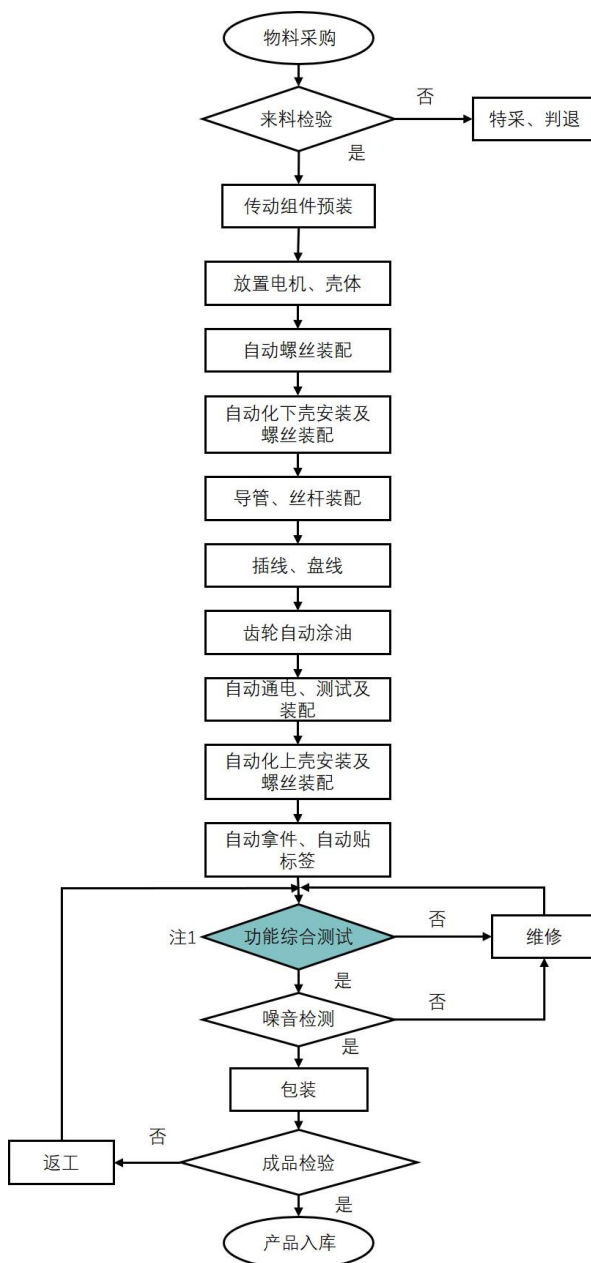 物料采购
否
来料检验
特采、判退
是
传动组件预装
放置电机、壳体
自动螺丝装配
自动化下壳安装及
螺丝装配
导管、丝杆装配
插线、盘线
齿轮自动涂油
自动通电、测试及
装配
自动化上壳安装及
螺丝装配
自动拿件、自动贴
标签
否
注1
功能综合测试
维修
是
否
噪音检测
是
包装
否
返工
成品检验
是
产品入库